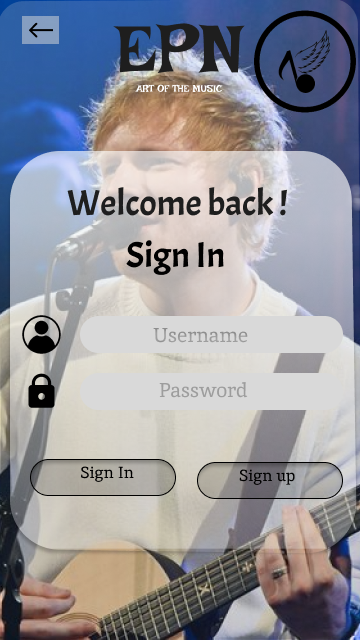 EPN
ART OF THE MUSIC
Welcome back !
Sign In
Username
Password
Sign In
Sign up